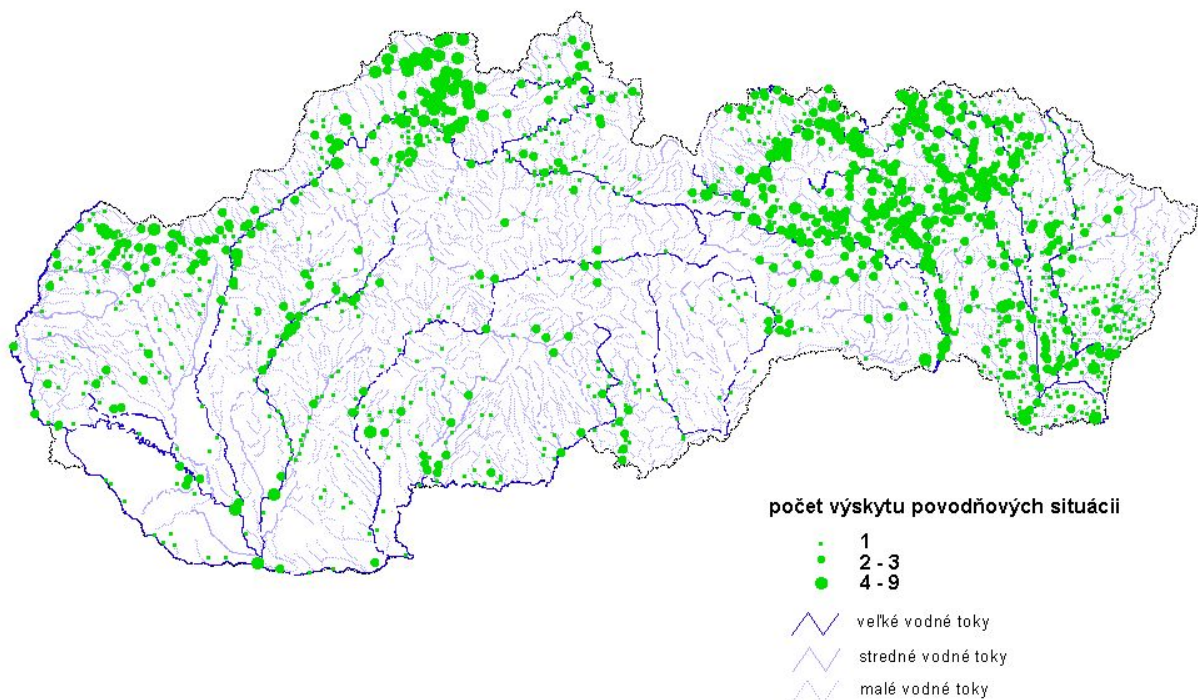 počet výskytu povodňových situácii
1
2 - 3
4 - 9
veľké vodné toky
stredné vodné toky
malé vodné toky